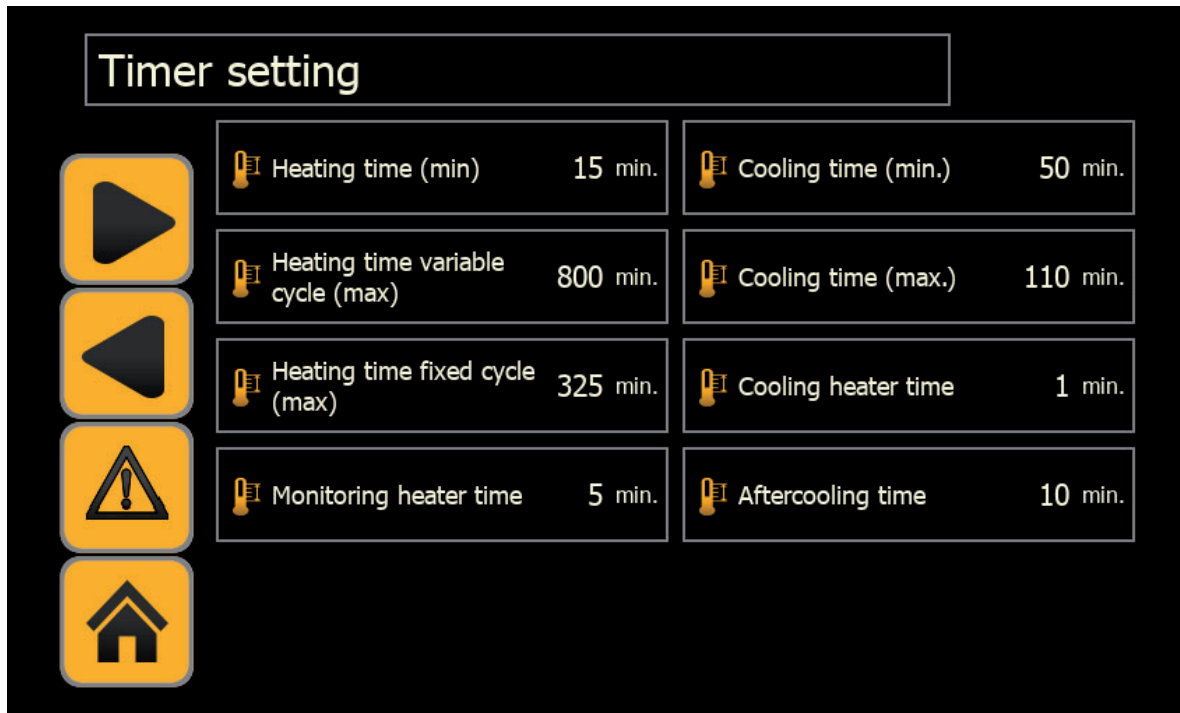 Timer setting
Heating time (min) 15 min.
Cooling time (min.) 50 min.
Heating time variable
cycle (max) 800 min.
Cooling time (max.) 110 min.
Heating time fixed cycle
(max) 325 min.
Cooling heater time 1 min.
Monitoring heater time 5 min.
Aftercooling time 10 min.